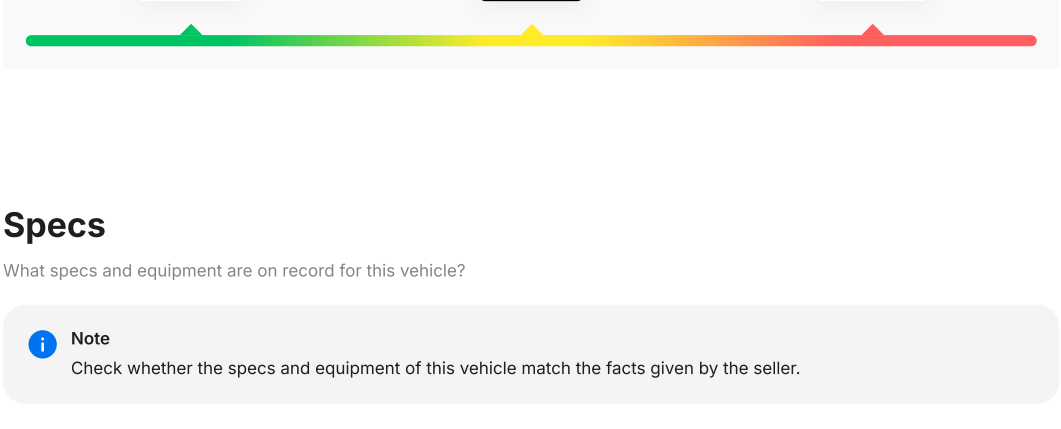 Specs
What specs and equipment are on record for this vehicle?
Note
Check whether the specs and equipment of this vehicle match the facts given by the seller.